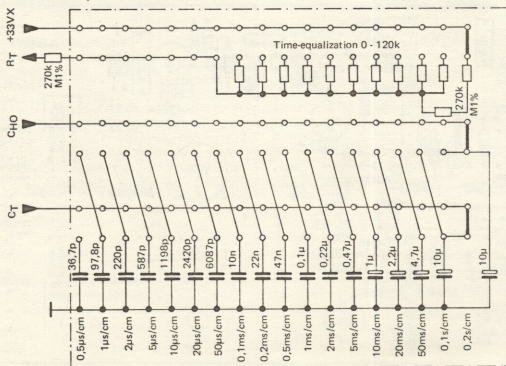 +33VX
RT
270k
M1%
Time-equalization 0 - 120k
270k
M1%
CHO
CT
36,7p
97,8p
220p
587p
1198p
2420p
6087p
10n
22n
47n
0,1µ
0,22µ
0,47µ
1µ
2,2µ
4,7µ
10µ
10µ
0,5µs/cm
1µs/cm
2µs/cm
5µs/cm
10µs/cm
20µs/cm
50µs/cm
0,1ms/cm
0,2ms/cm
0,5ms/cm
1ms/cm
2ms/cm
5ms/cm
10ms/cm
20ms/cm
50ms/cm
0,1s/cm
0,2s/cm